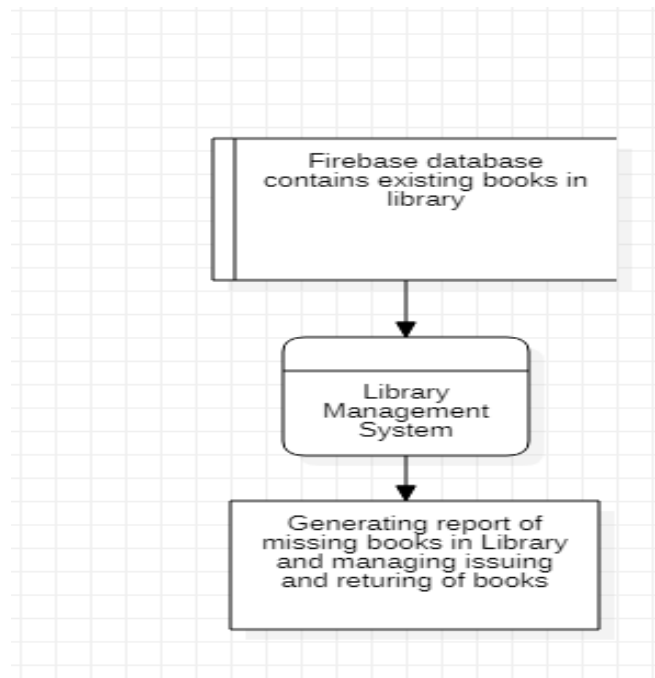 Firebase database
contains existing books in
library
Library
Management
System
Generating report of
missing books in Library
and managing issuing
and returing of books